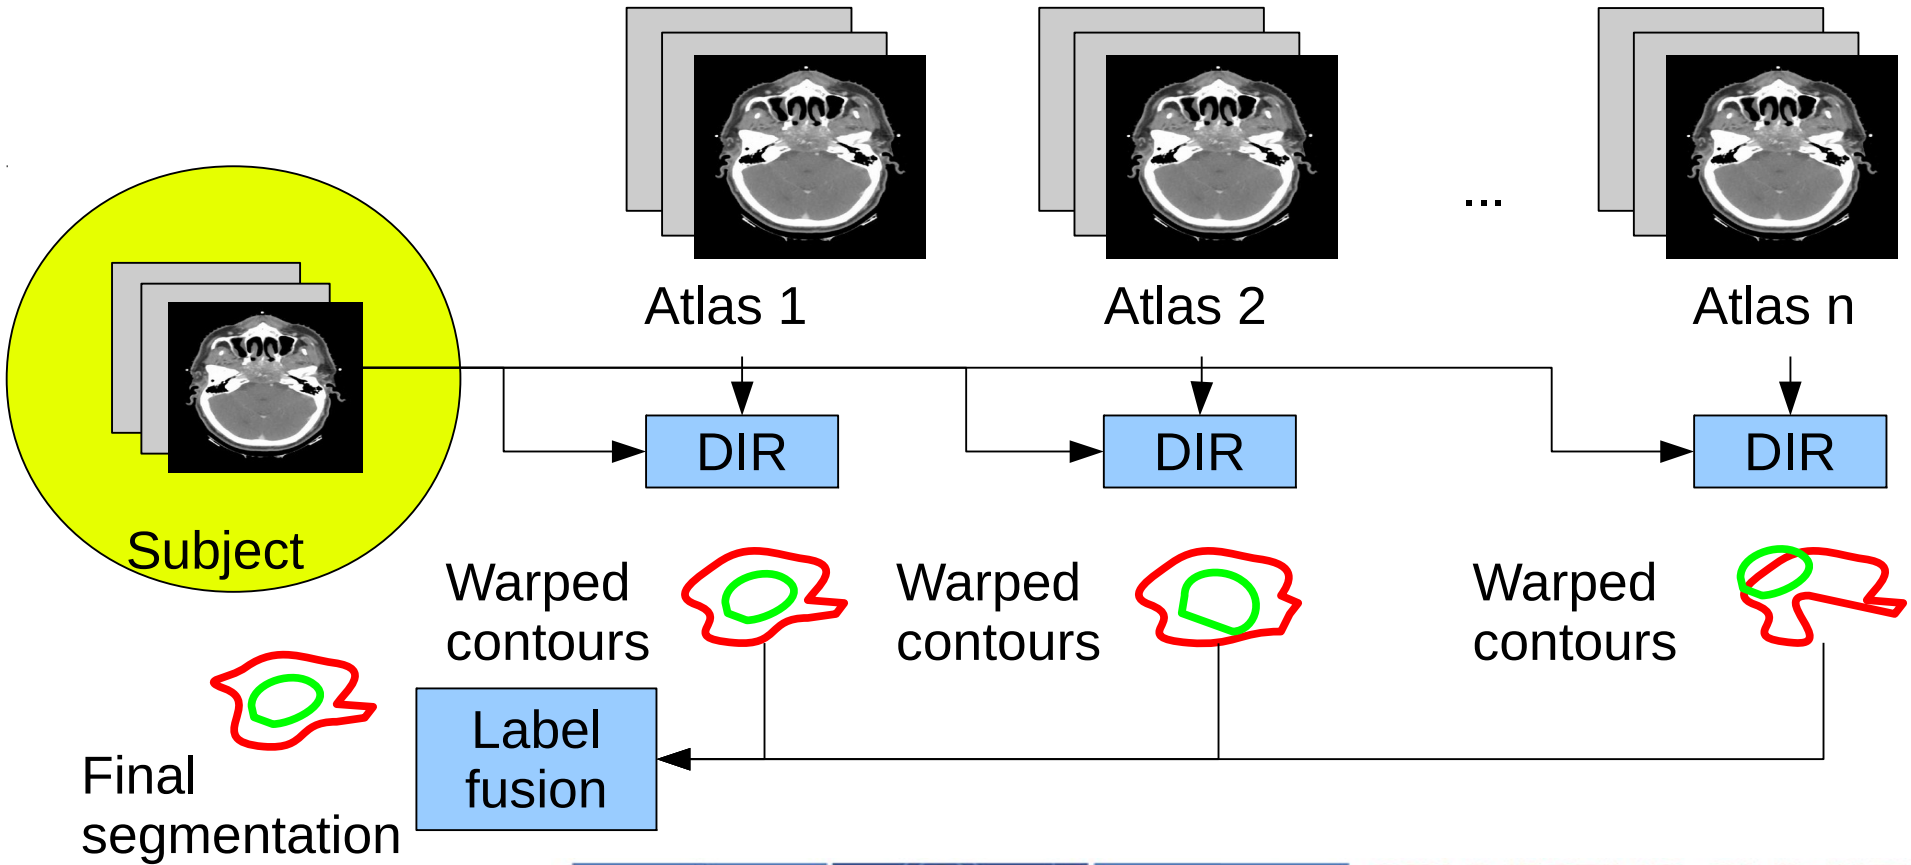 Atlas 1
Atlas 2
...
Atlas n
DIR
DIR
DIR
Subject
Warped
contours
Warped
contours
Warped
contours
Label
fusion
Final
segmentation